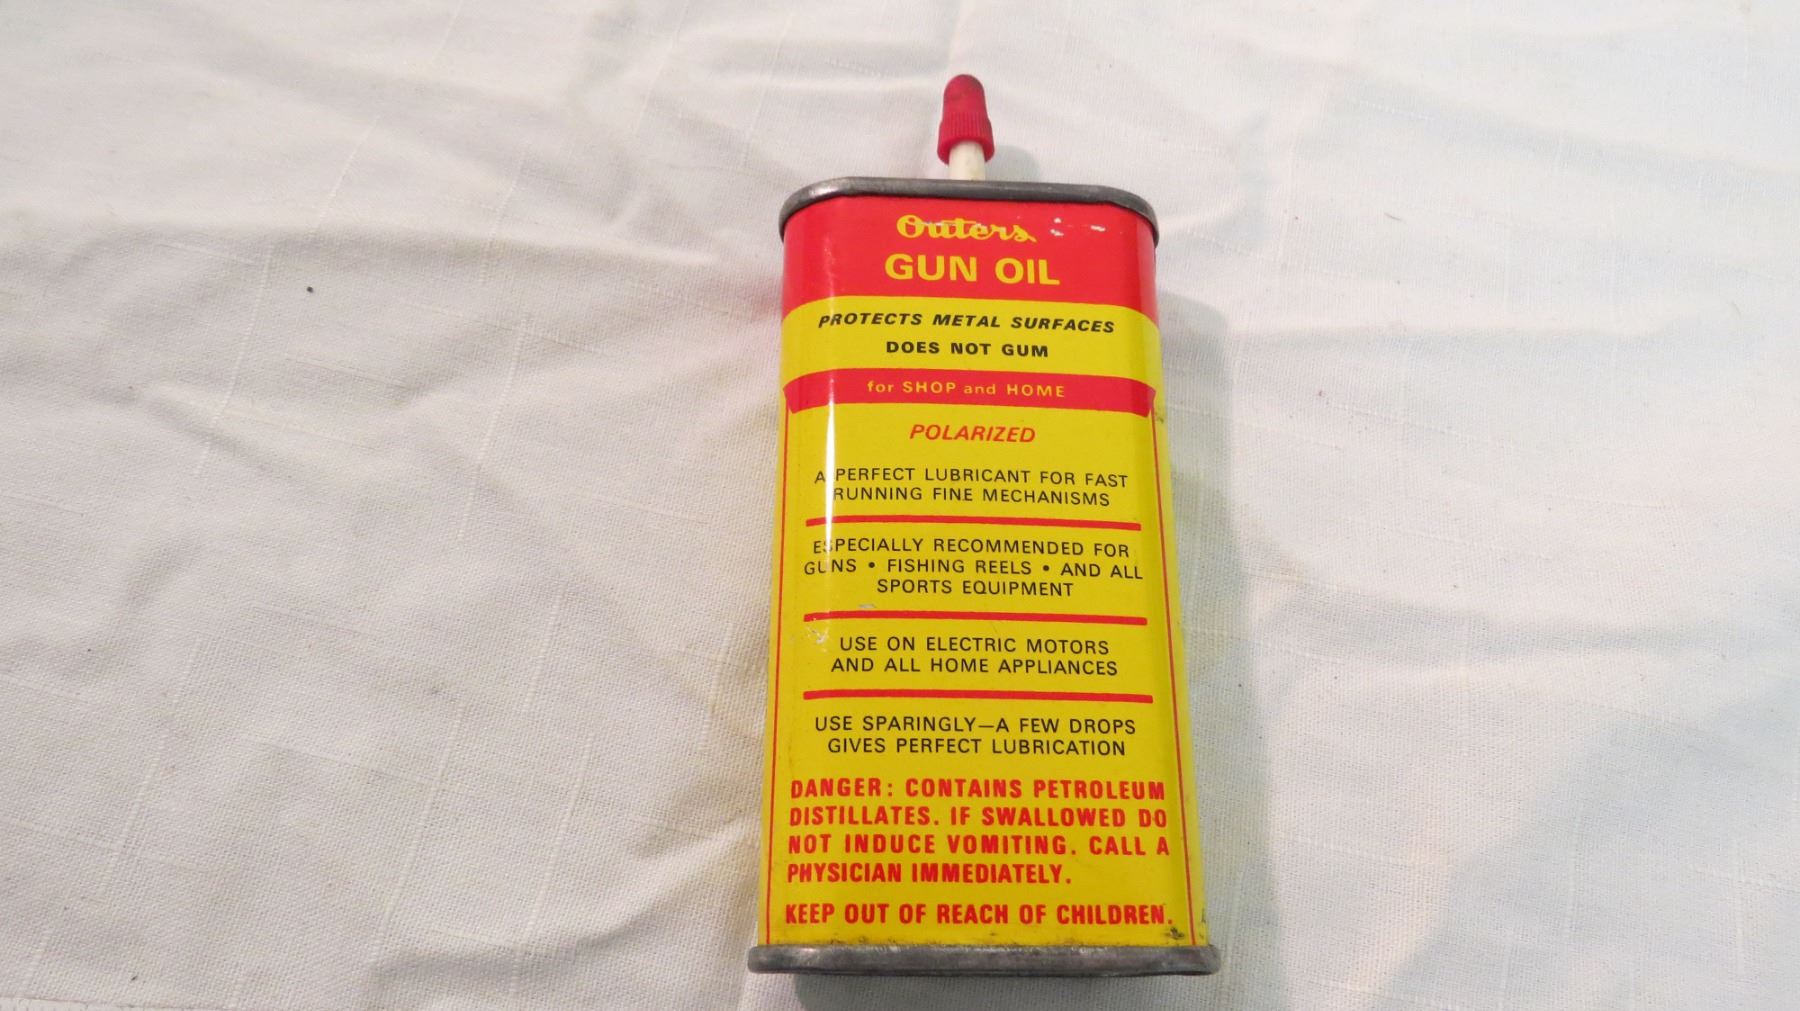 Outers
GUN OIL
PROTECTS METAL SURFACES
DOES NOT GUM
for SHOP and HOME
POLARIZED
A PERFECT LUBRICANT FOR FAST
RUNNING FINE MECHANISMS
ESPECIALLY RECOMMENDED FOR
GUNS • FISHING REELS • AND ALL
SPORTS EQUIPMENT
USE ON ELECTRIC MOTORS
AND ALL HOME APPLIANCES
USE SPARINGLY—A FEW DROPS
GIVES PERFECT LUBRICATION
DANGER: CONTAINS PETROLEUM
DISTILLATES. IF SWALLOWED DO
NOT INDUCE VOMITING. CALL A
PHYSICIAN IMMEDIATELY.
KEEP OUT OF REACH OF CHILDREN.